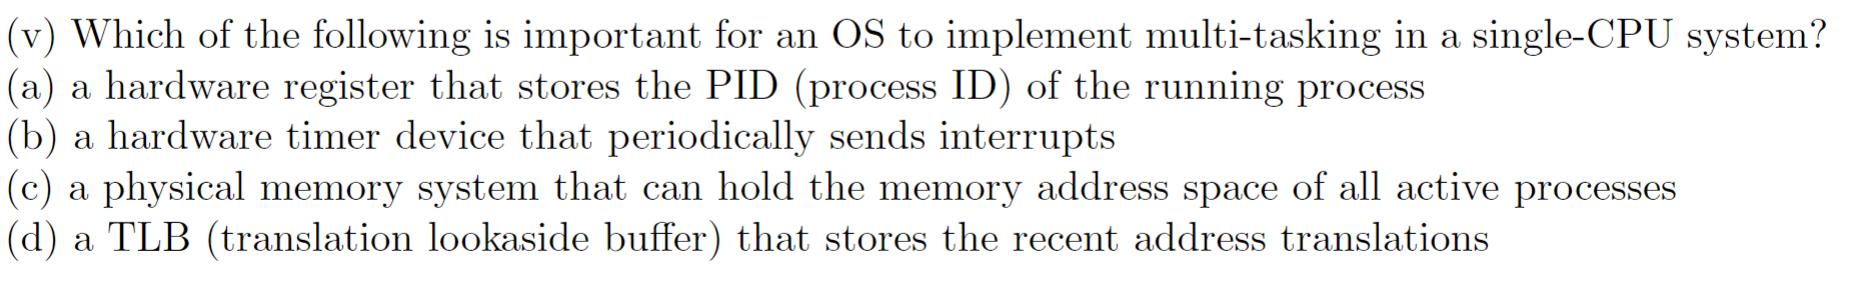 (v) Which of the following is important for an OS to implement multi-tasking in a single-CPU system?
(a) a hardware register that stores the PID (process ID) of the running process
(b) a hardware timer device that periodically sends interrupts
(c) a physical memory system that can hold the memory address space of all active processes
(d) a TLB (translation lookaside buffer) that stores the recent address translations